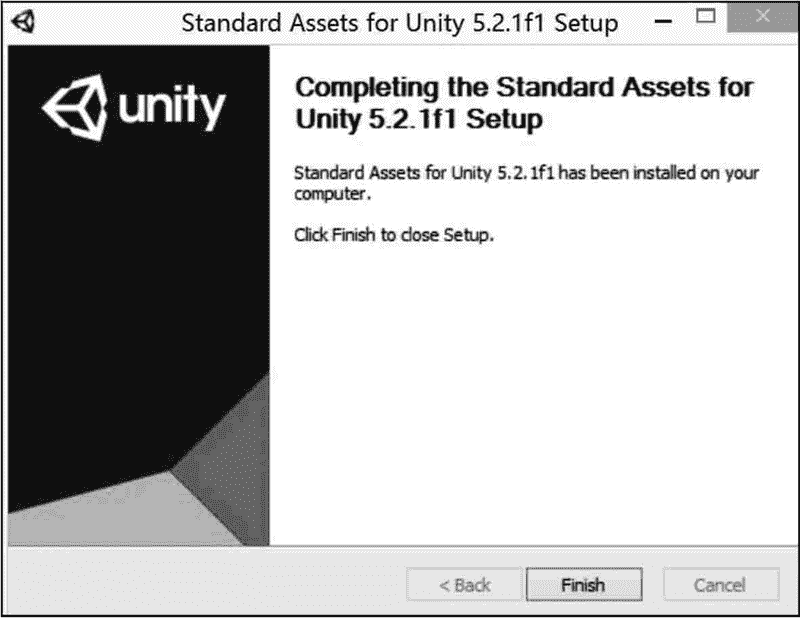 Standard Assets for Unity 5.2.1f1 Setup
unity
Completing the Standard Assets for
Unity 5.2.1f1 Setup
Standard Assets for Unity 5.2.1f1 has been installed on your
computer.
Click Finish to close Setup.
< Back
Finish
Cancel